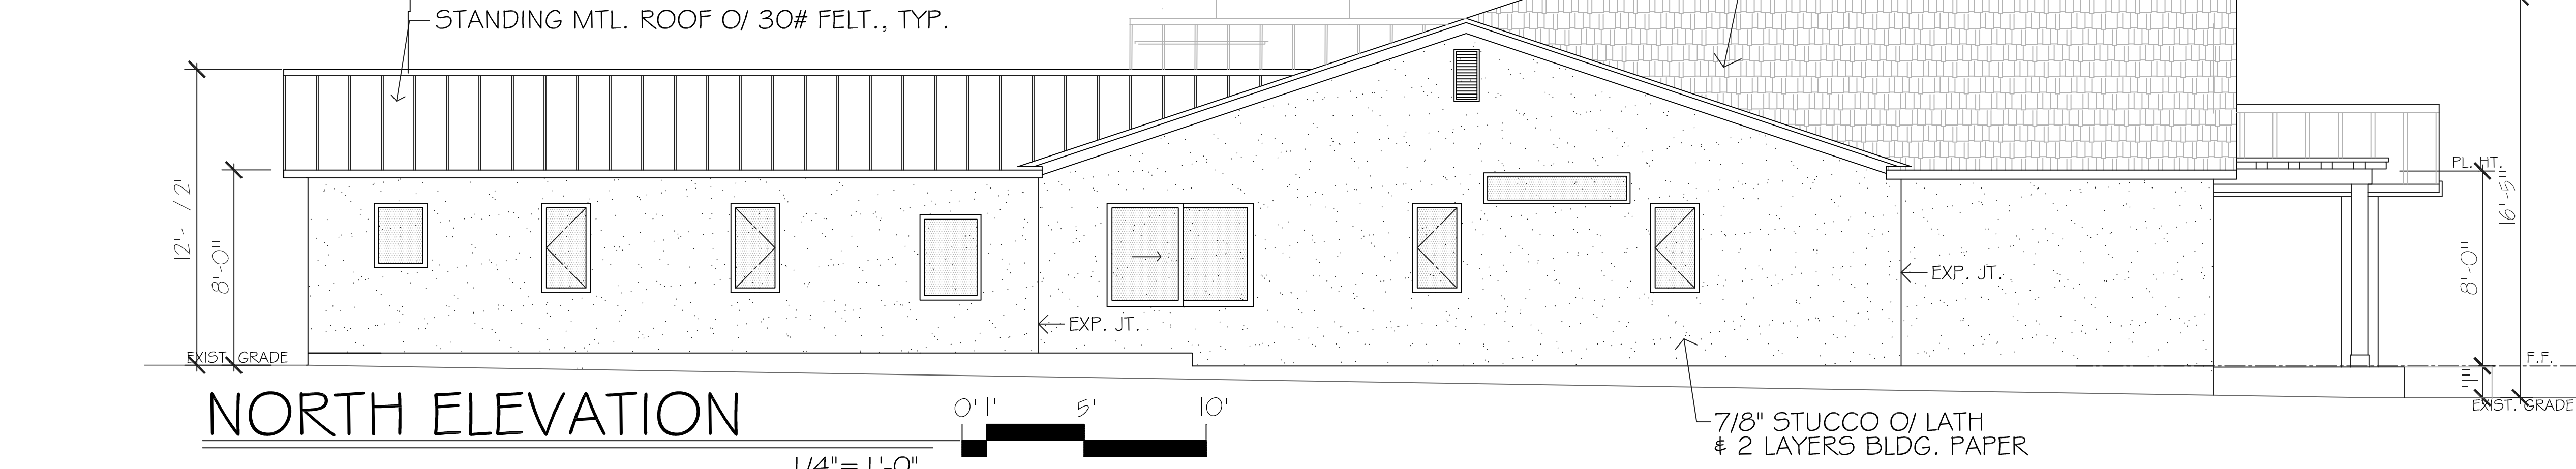 STANDING MTL. ROOF O/ 30# FELT., TYP.
12'-1 1/2"
8'-0"
EXIST. GRADE
EXP. JT.
EXP. JT.
PL. HT.
16'-5"
8'-0"
F.F.
EXIST. GRADE
NORTH ELEVATION
1/4"= 1'-0"
0' 1' 5' 10'
7/8" STUCCO O/ LATH
& 2 LAYERS BLDG. PAPER